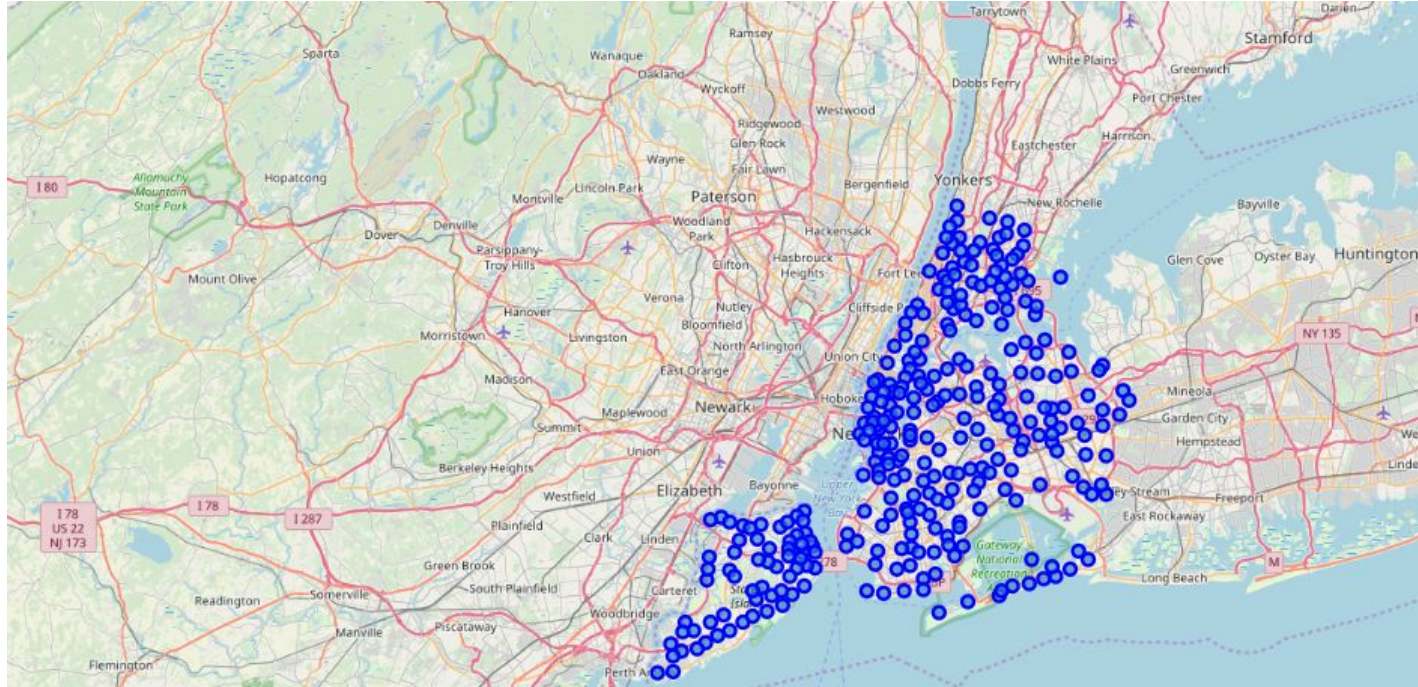 Tarrytown
Darien
Ramsey
Stamford
Sparta
Wanaque
White Plains
Oakland
Greenwich
Wyckoff
Dobbs Ferry
Port Chester
Westwood
Ridgewood
Harrison
Glen Rock
Eastchester
Wayne
Fair Lawn
Allamuchy
Mountain
State Park
Hopatcong
I 80
Lincoln Park
Bergenfield
Yonkers
Montville
Paterson
New Rochelle
Bayville
Woodland
Park
Denville
Dover
Hackensack
Parsippany-
Troy Hills
Glen Cove
Oyster Bay
Huntington
Hasbrouck
Heights
Clifton
Fort Lee
Mount Olive
Verona
Nutley
Hanover
Cliffside
Bloomfield
Morristown
Livingston
North Arlington
NY 135
Union City
East Orange
Madison
Mineola
Newark
Maplewood
Garden City
Summit
Hempstead
Union
Berkeley Heights
Elizabeth
Bayonne
Upper
New York
Bay
Westfield
Freeport
I 78
US 22
NJ 173
I 78
I 287
Plainfield
Linden
East Rockaway
Clark
Gateway
National
Recreation
Green Brook
M
South Plainfield
Carteret
Long Beach
Readington
Somerville
Woodbridge
Manville
Piscataway
Flemington